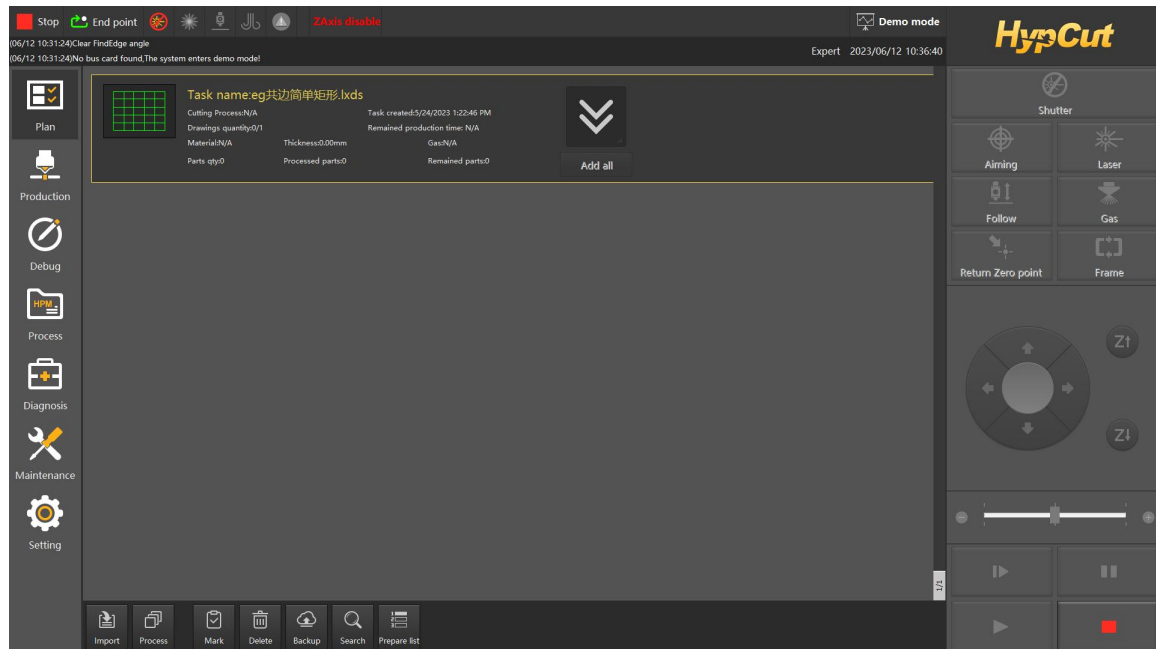 Stop End point ZAxis disable Demo mode
HypCut
(06/12 10:31:24)Clear FindEdge angle
(06/12 10:31:24)No bus card found,The system enters demo mode!
Expert 2023/06/12 10:36:40
Plan
Production
Debug
HPM
Process
Diagnosis
Maintenance
Setting
Task name:eg共边简单矩形.lxds
Cutting Process:N/A Task created:5/24/2023 1:22:46 PM
Drawings quantity:0/1 Remained production time: N/A
Material:N/A Thickness:0.00mm Gas:N/A
Parts qty:0 Processed parts:0 Remained parts:0
Add all
1/1
Import Process Mark Delete Backup Search Prepare list
Shutter
Aiming Laser
Follow Gas
Return Zero point Frame
Z↑
Z↓